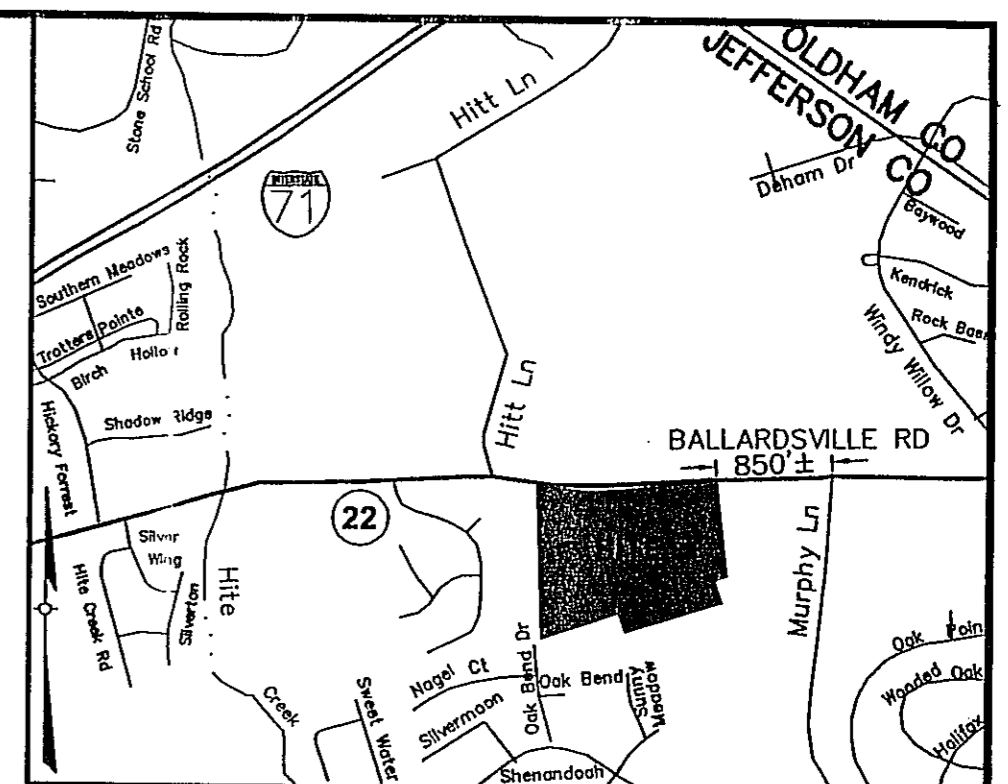 Stone School Rd
Hitt Ln
OLDHAM CO
JEFFERSON CO
INTERSTATE
71
Deham Dr
Baywood
Kendrick
Rock
Windy Willow Dr
Southern Meadows
Rolling Rock
Trotters Pointe
Birch
Hickory Forrest
Shadow Ridge
Hitt Ln
BALLARDSVILLE RD
850'±
22
Silver
Wing
Hite Creek Rd
Silverton
Hite
Creek
Murphy Ln
Sweet Water
Nagel Ct
Silvermoon
Oak Bend Dr
Oak Bend
Sunny
Meadow
Shenandoah
Oak Poin
Wooded Oak
Halifax